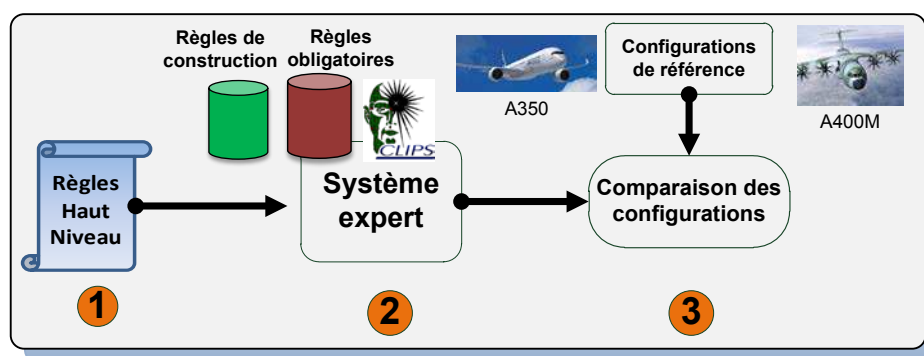 Règles de
construction
Règles
obligatoires
CLIPS
A350
Configurations
de référence
A400M
Règles
Haut
Niveau
Système
expert
Comparaison des
configurations
1
2
3